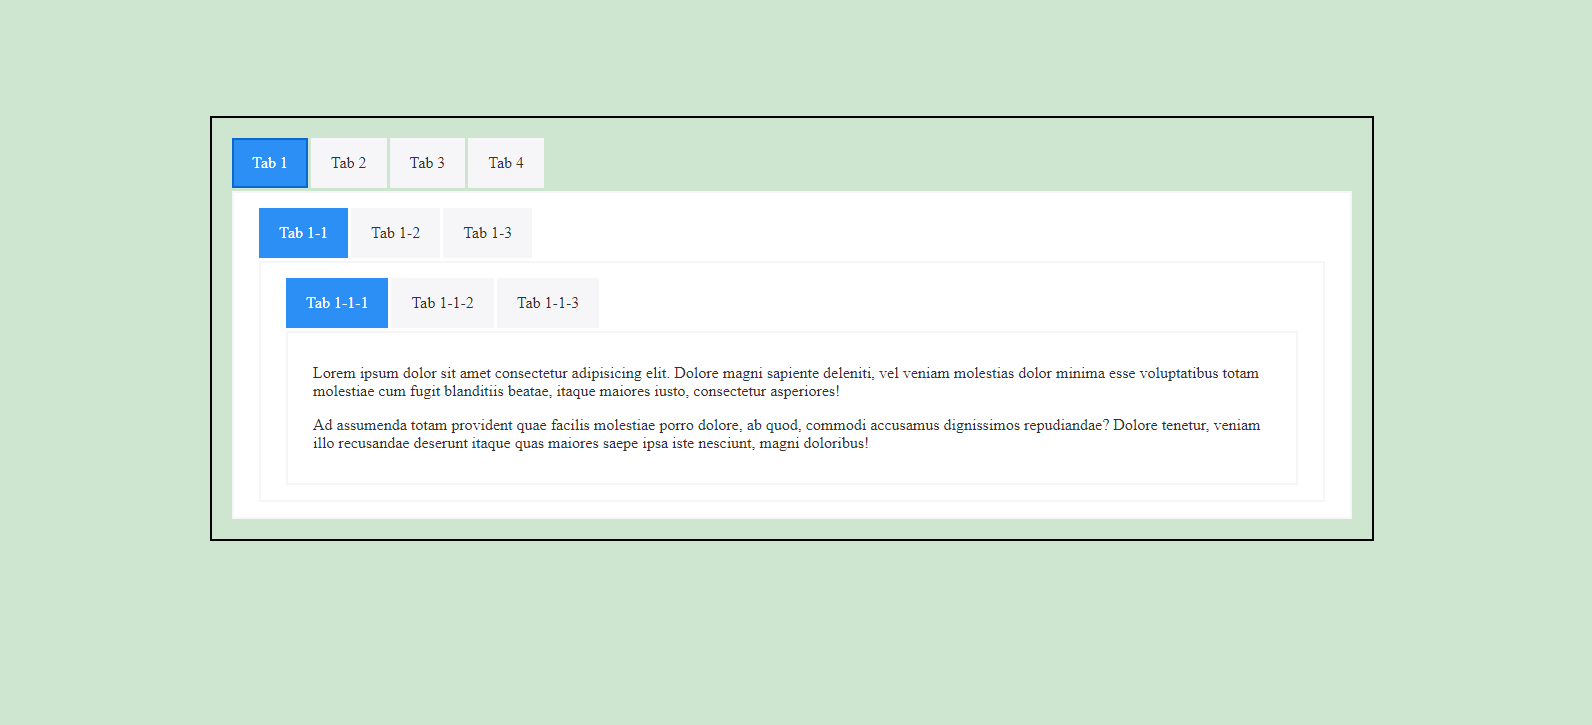 Tab 1 Tab 2 Tab 3 Tab 4
Tab 1-1 Tab 1-2 Tab 1-3
Tab 1-1-1 Tab 1-1-2 Tab 1-1-3
Lorem ipsum dolor sit amet consectetur adipisicing elit. Dolore magni sapiente deleniti, vel veniam molestias dolor minima esse voluptatibus totam
molestiae cum fugit blanditiis beatae, itaque maiores iusto, consectetur asperiores!
Ad assumenda totam provident quae facilis molestiae porro dolore, ab quod, commodi accusamus dignissimos repudiandae? Dolore tenetur, veniam
illo recusandae deserunt itaque quas maiores saepe ipsa iste nesciunt, magni doloribus!